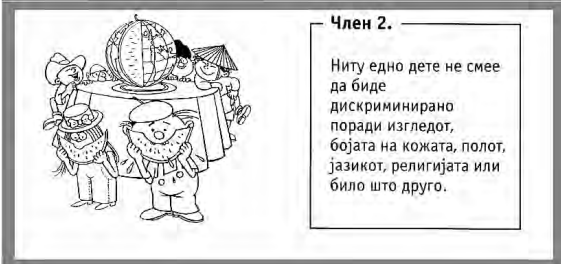 Член 2.
Ниту едно дете не смее
да биде
дискриминирано
поради изгледот,
бојата на кожата, полот,
јазикот, религијата или
било што друго.